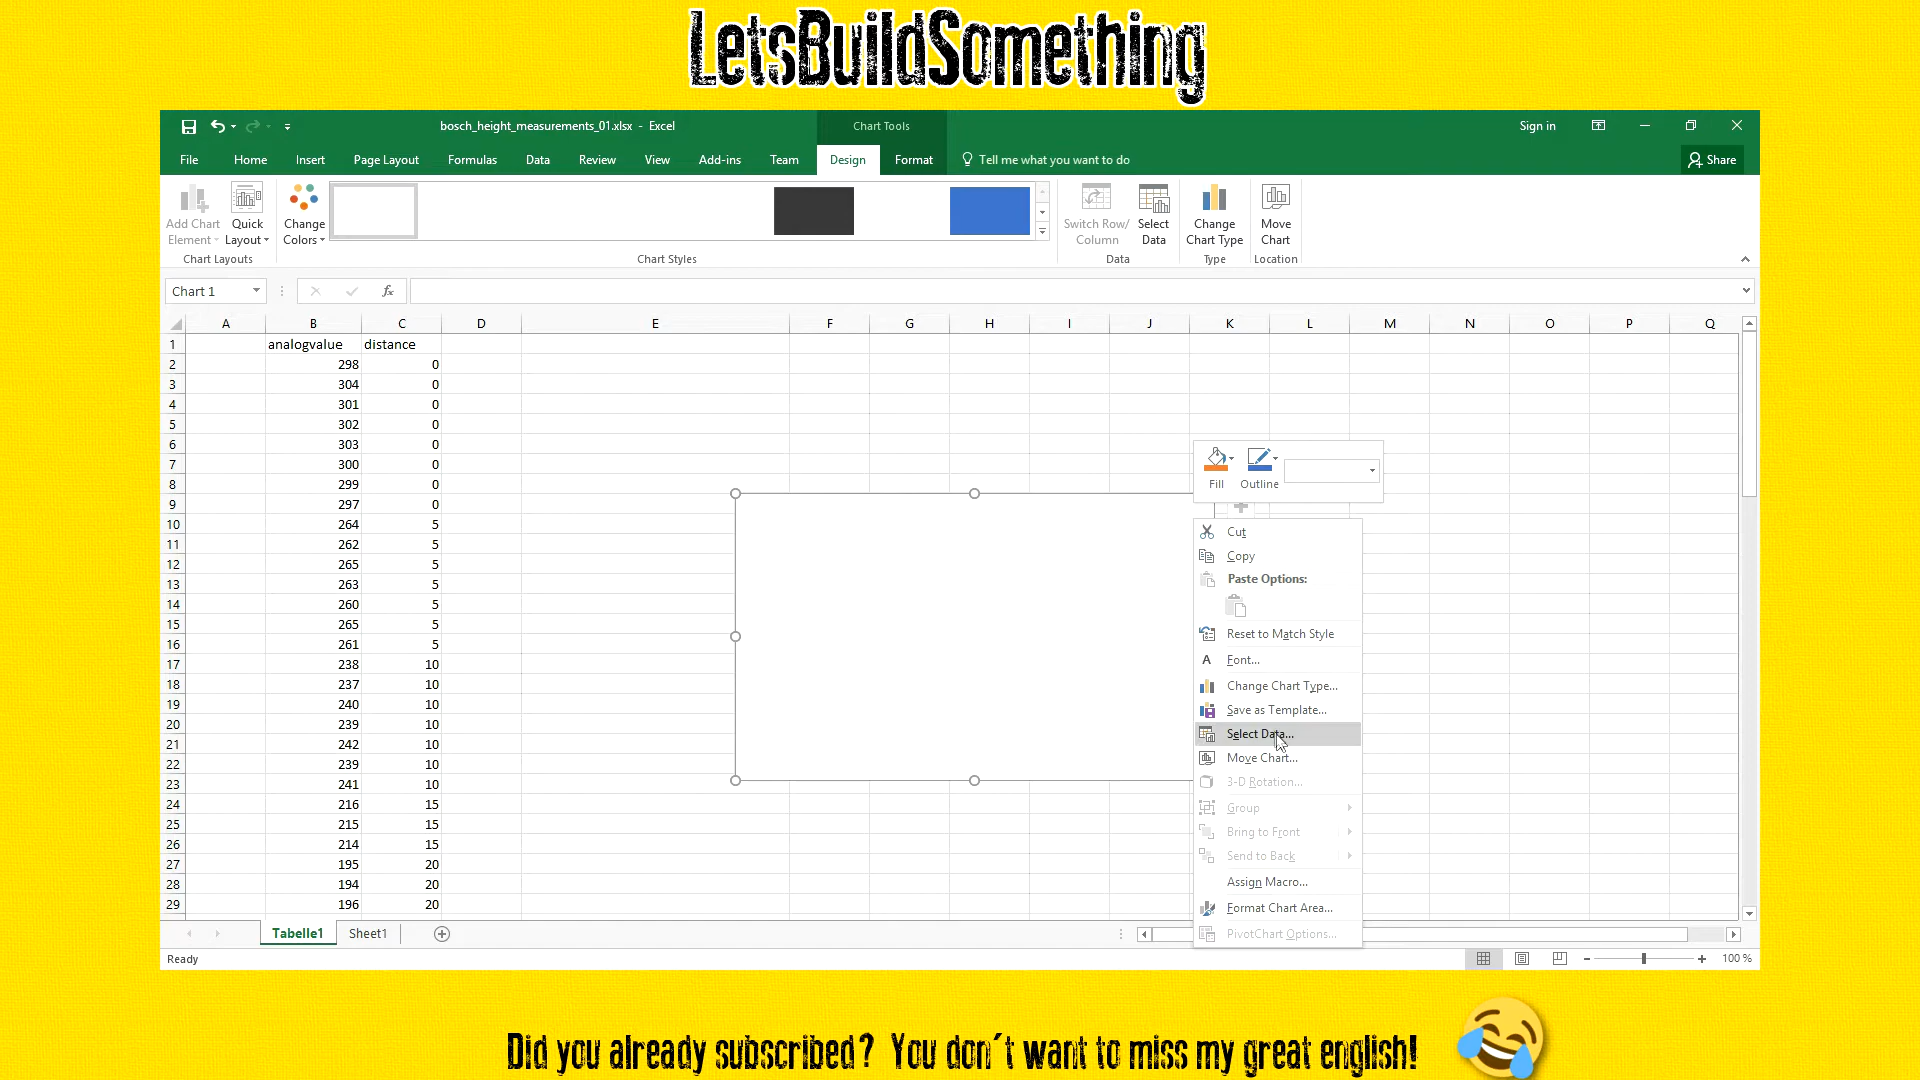 LetsBuildSomething
bosch_height_measurements_01.xlsx - Excel
Chart Tools
Sign in
File Home Insert Page Layout Formulas Data Review View Add-ins Team Design Format Tell me what you want to do Share
Add Chart Element Quick Layout Change Colors Switch Row/ Column Select Data Change Chart Type Move Chart
Chart Layouts Chart Styles Data Type Location
Chart 1 fx
A B C D E F G H I J K L M N O P Q
1 analogvalue distance
2 298 0
3 304 0
4 301 0
5 302 0
6 303 0
7 300 0
8 299 0
9 297 0
10 264 5
11 262 5
12 265 5
13 263 5
14 260 5
15 265 5
16 261 5
17 238 10
18 237 10
19 240 10
20 239 10
21 242 10
22 239 10
23 241 10
24 216 15
25 215 15
26 214 15
27 195 20
28 194 20
29 196 20
Fill Outline
Cut
Copy
Paste Options:
Reset to Match Style
A Font...
Change Chart Type...
Save as Template...
Select Data...
Move Chart...
3-D Rotation...
Group
Bring to Front
Send to Back
Assign Macro...
Format Chart Area...
PivotChart Options...
Tabelle1 Sheet1
Ready
100 %
Did you already subscribed? You don´t want to miss my great english!